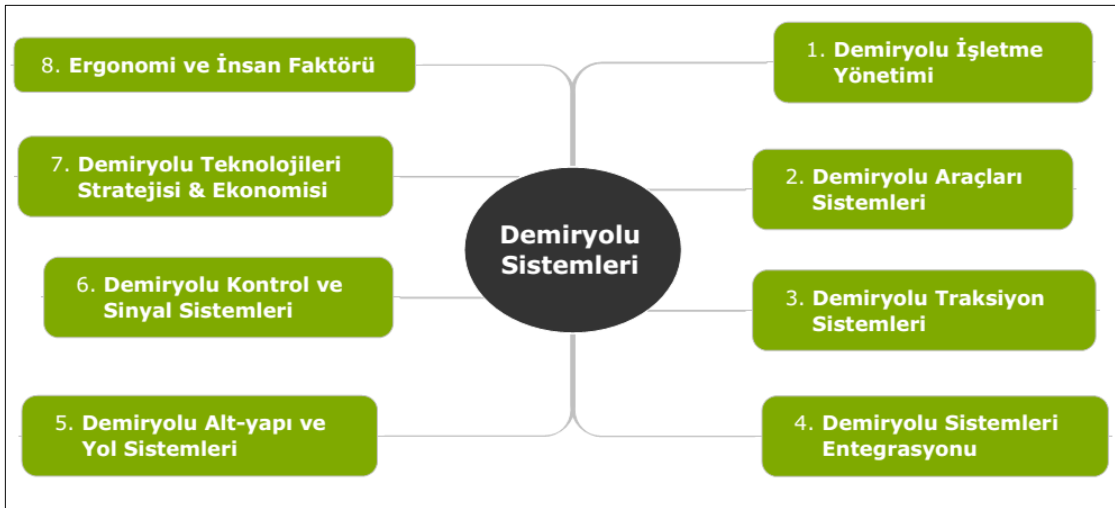 8. Ergonomi ve İnsan Faktörü
7. Demiryolu Teknolojileri
Stratejisi & Ekonomisi
6. Demiryolu Kontrol ve
Sinyal Sistemleri
5. Demiryolu Alt-yapı ve
Yol Sistemleri
Demiryolu
Sistemleri
1. Demiryolu İşletme
Yönetimi
2. Demiryolu Araçları
Sistemleri
3. Demiryolu Traksiyon
Sistemleri
4. Demiryolu Sistemleri
Entegrasyonu